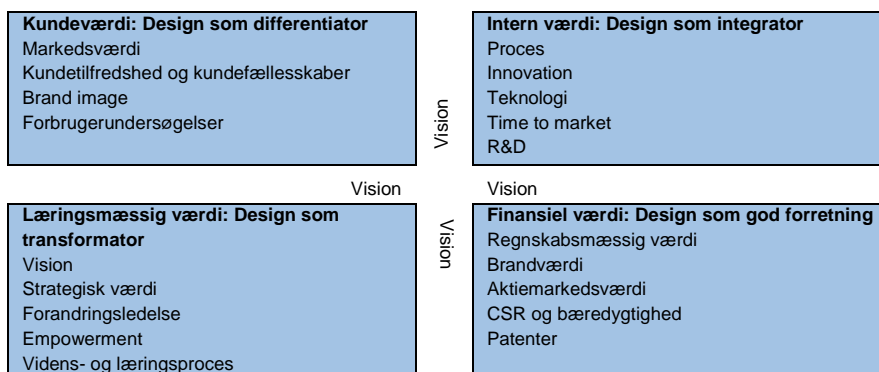 Kundeværdi: Design som differentiator
Markedsværdi
Kundetilfredshed og kundefællesskaber
Brand image
Forbrugerundersøgelser
Vision
Intern værdi: Design som integrator
Proces
Innovation
Teknologi
Time to market
R&D
Vision
Vision
Læringsmæssig værdi: Design som
transformator
Vision
Strategisk værdi
Forandringsledelse
Empowerment
Videns- og læringsproces
Vision
Finansiel værdi: Design som god forretning
Regnskabsmæssig værdi
Brandværdi
Aktiemarkedsværdi
CSR og bæredygtighed
Patenter